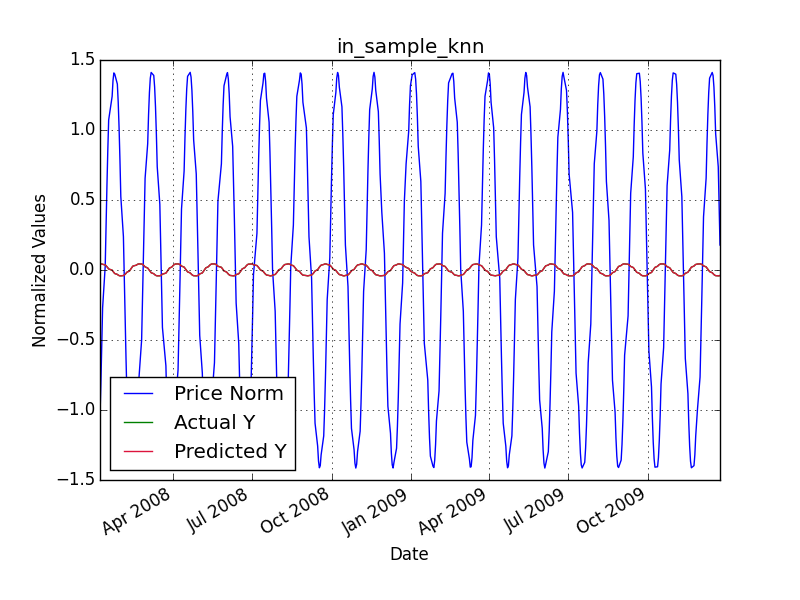 in_sample_knn
1.5
1.0
0.5
0.0
−0.5
−1.0
−1.5
Normalized Values
Price Norm
Actual Y
Predicted Y
Apr 2008
Jul 2008
Oct 2008
Jan 2009
Apr 2009
Jul 2009
Oct 2009
Date